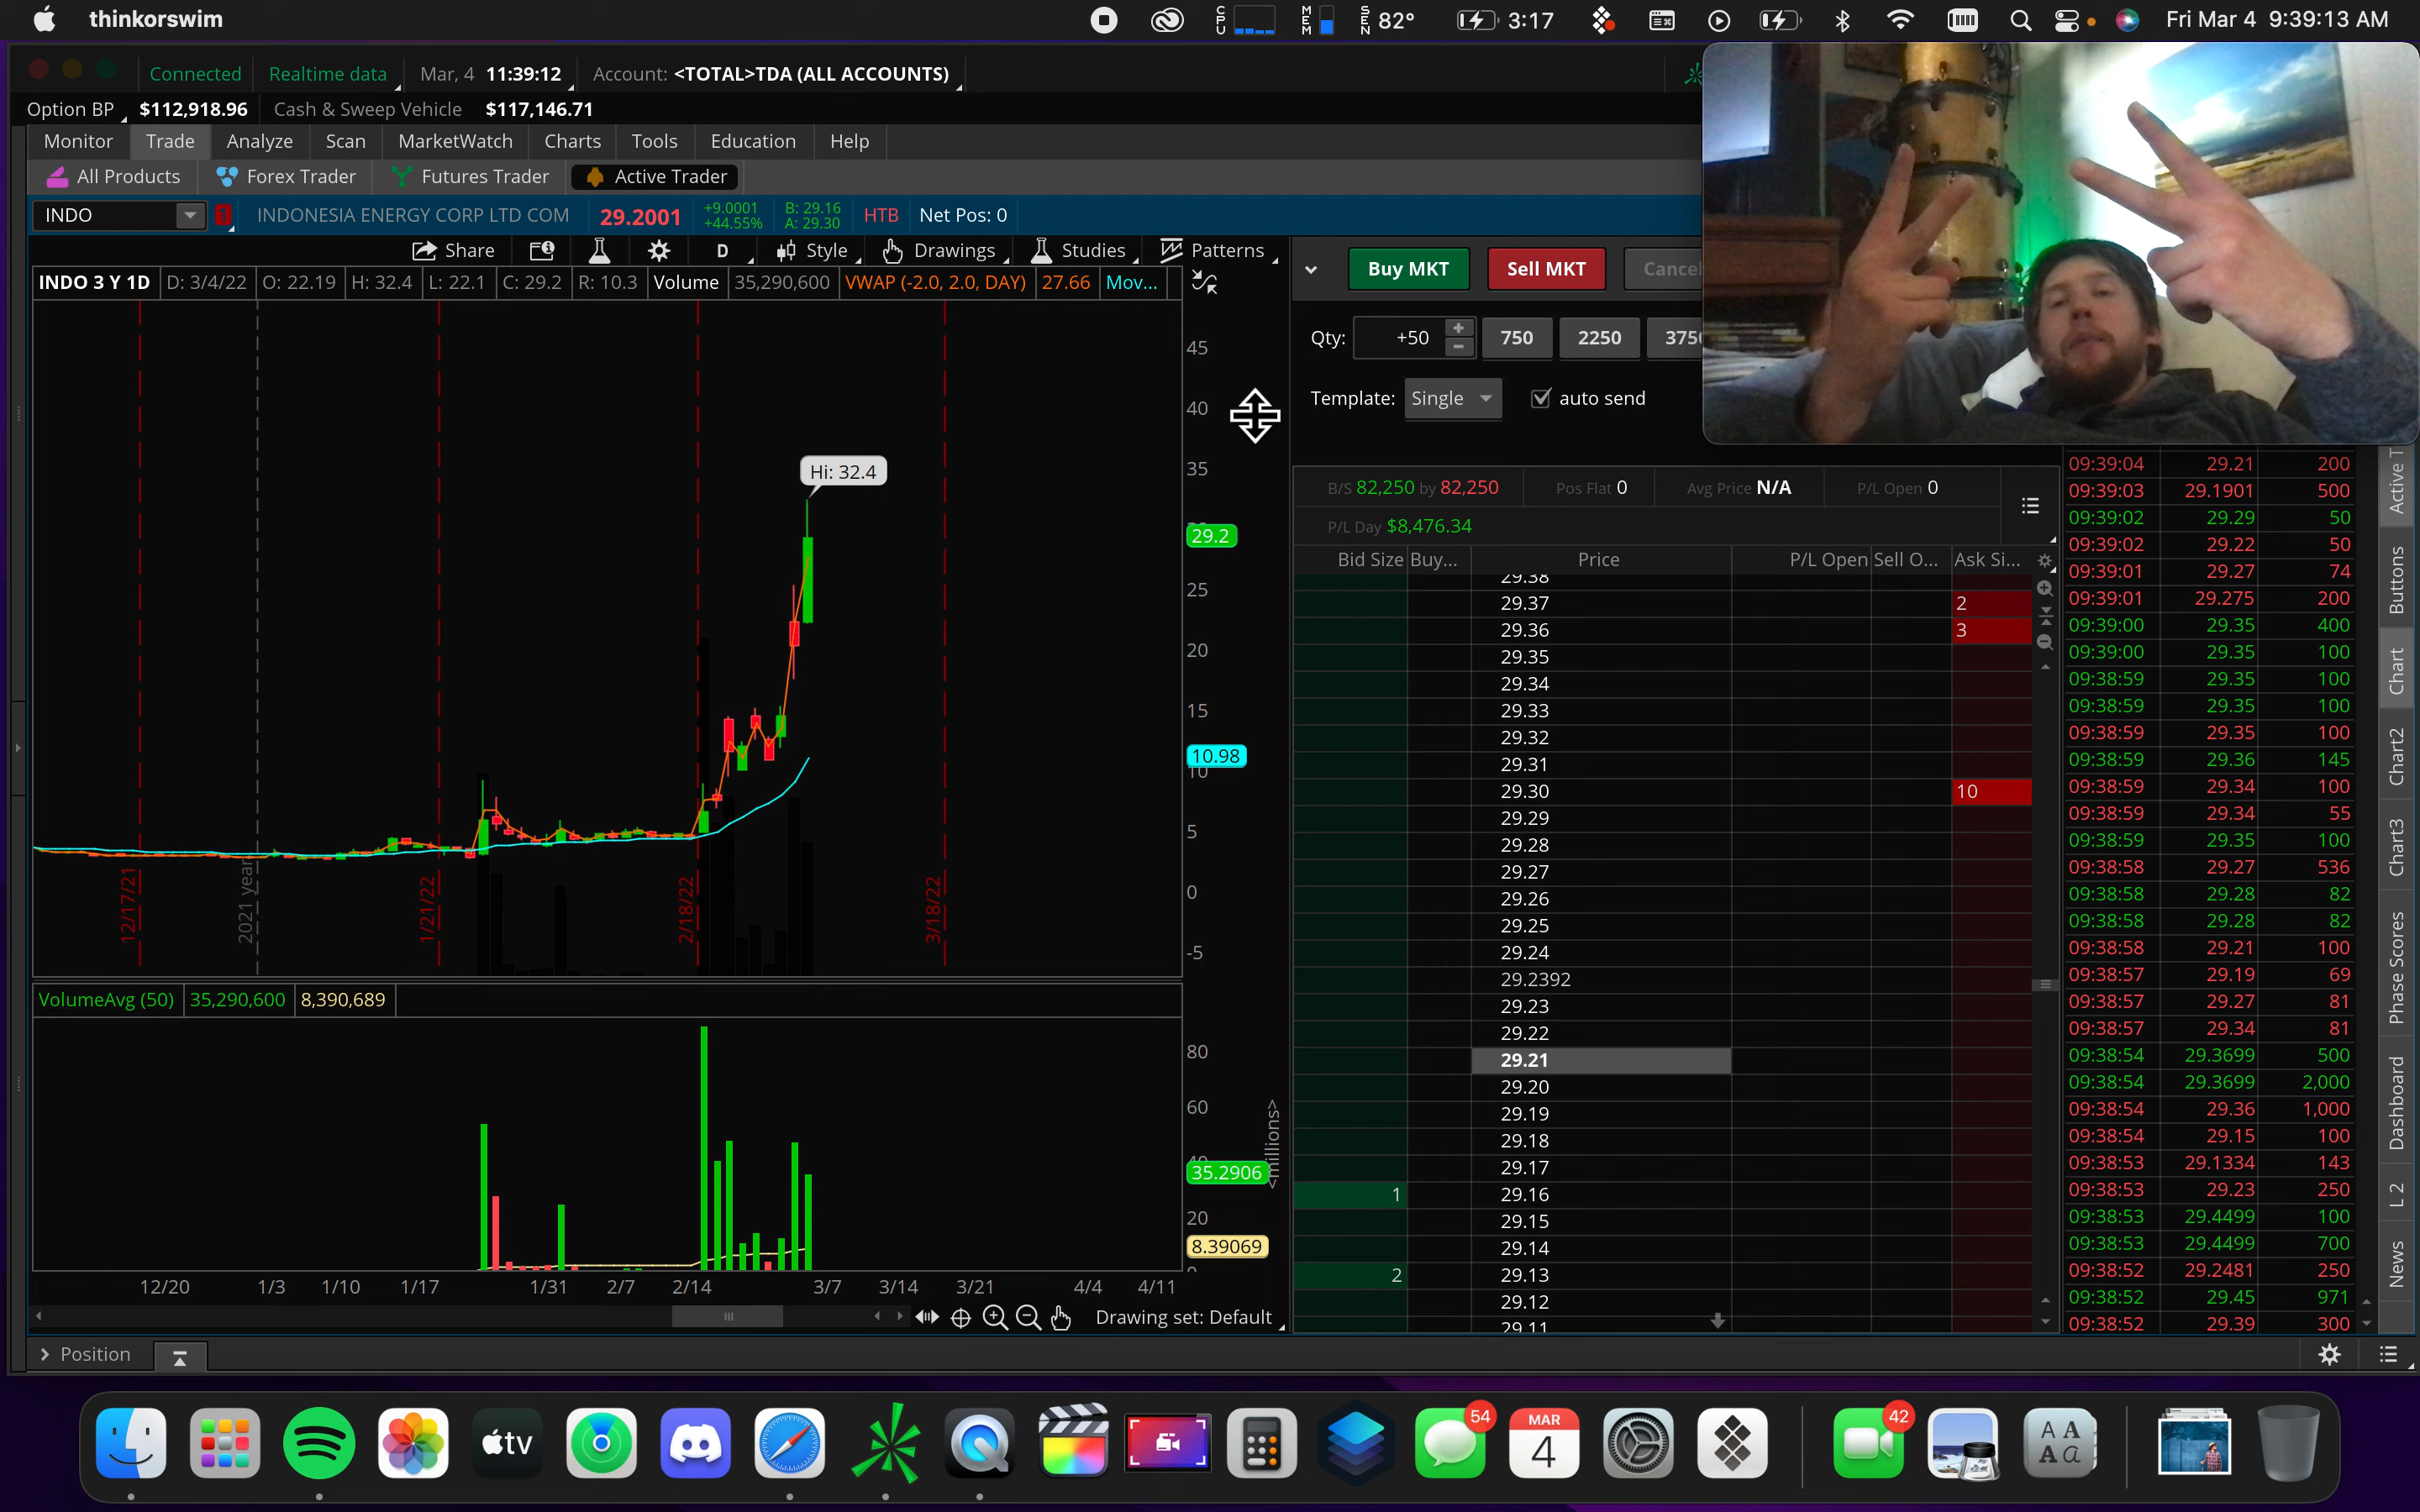 thinkorswim
CPU MEM SEN 82° 3:17 Fri Mar 4 9:39:13 AM
Connected Realtime data Mar, 4 11:39:12 Account: <TOTAL>TDA (ALL ACCOUNTS)
Option BP $112,918.96 Cash & Sweep Vehicle $117,146.71
Monitor Trade Analyze Scan MarketWatch Charts Tools Education Help
All Products Forex Trader Futures Trader Active Trader
INDO INDONESIA ENERGY CORP LTD COM 29.2001 +9.0001 +44.55% B: 29.16 A: 29.30 HTB Net Pos: 0
Share D Style Drawings Studies Patterns
INDO 3 Y 1D D: 3/4/22 O: 22.19 H: 32.4 L: 22.1 C: 29.2 R: 10.3 Volume 35,290,600 VWAP (-2.0, 2.0, DAY) 27.66 Mov...
Hi: 32.4
45
40
35
29.2
25
20
15
10.98
10
5
0
-5
12/17/21 2021 year 1/21/22 2/18/22 3/18/22
VolumeAvg (50) 35,290,600 8,390,689
80
60
35.2906
20
8.39069
<millions>
12/20 1/3 1/10 1/17 1/31 2/7 2/14 3/7 3/14 3/21 4/4 4/11
Drawing set: Default
Position
Buy MKT Sell MKT Cancel
Qty: +50 750 2250 375
Template: Single auto send
B/S 82,250 by 82,250 Pos Flat 0 Avg Price N/A P/L Open 0
P/L Day $8,476.34
Bid Size Buy... Price P/L Open Sell O... Ask Si...
29.38
29.37 2
29.36 3
29.35
29.34
29.33
29.32
29.31
29.30 10
29.29
29.28
29.27
29.26
29.25
29.24
29.2392
29.23
29.22
29.21
29.20
29.19
29.18
29.17
1 29.16
29.15
29.14
2 29.13
29.12
29.11
09:39:04 29.21 200
09:39:03 29.1901 500
09:39:02 29.29 50
09:39:02 29.22 50
09:39:01 29.27 74
09:39:01 29.275 200
09:39:00 29.35 400
09:39:00 29.35 100
09:38:59 29.35 100
09:38:59 29.35 100
09:38:59 29.35 100
09:38:59 29.36 145
09:38:59 29.34 100
09:38:59 29.34 55
09:38:59 29.35 100
09:38:58 29.27 536
09:38:58 29.28 82
09:38:58 29.28 82
09:38:58 29.21 100
09:38:57 29.19 69
09:38:57 29.27 81
09:38:57 29.34 81
09:38:54 29.3699 500
09:38:54 29.3699 2,000
09:38:54 29.36 1,000
09:38:54 29.15 100
09:38:53 29.1334 143
09:38:53 29.23 250
09:38:53 29.4499 100
09:38:53 29.4499 700
09:38:52 29.2481 250
09:38:52 29.45 971
09:38:52 29.39 300
Active T
Buttons
Chart
Chart2
Chart3
Phase Scores
Dashboard
L 2
News
tv
54
MAR
4
42
A A
A a